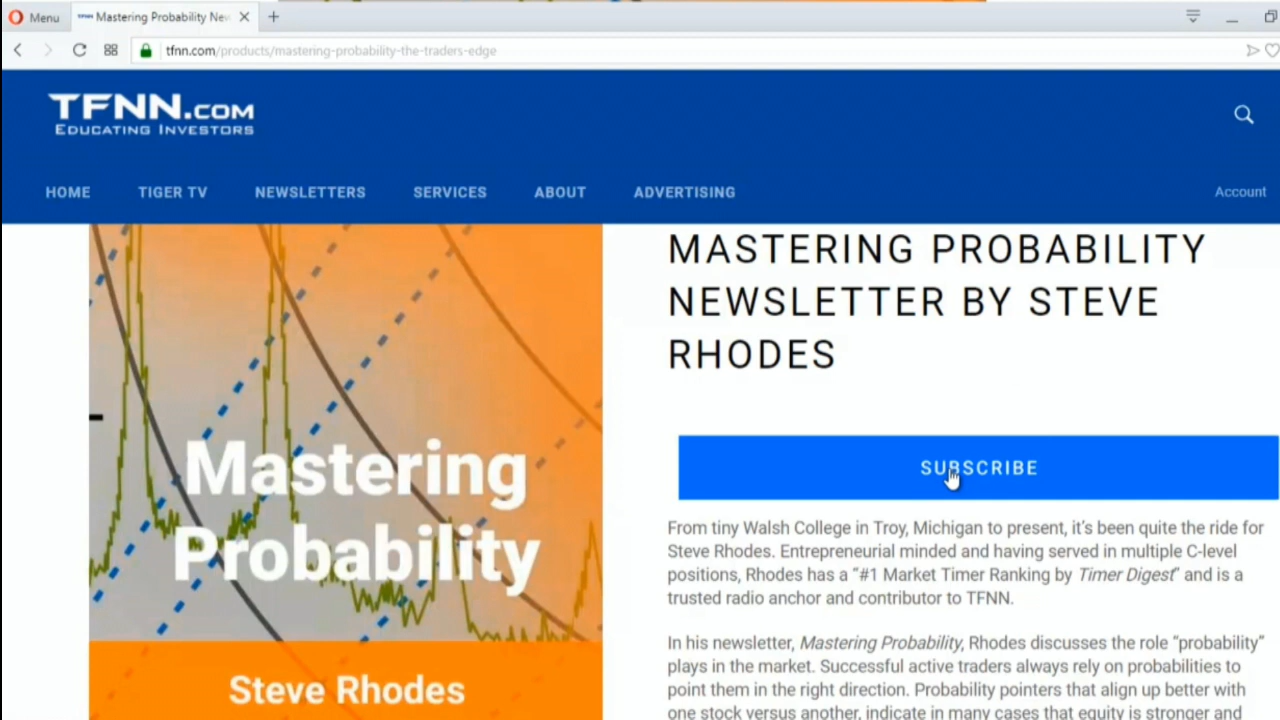 Menu
Mastering Probability New
tfnn.com/products/mastering-probability-the-traders-edge
TFNN.COM
EDUCATING INVESTORS
HOME TIGER TV NEWSLETTERS SERVICES ABOUT ADVERTISING Account
Mastering
Probability
Steve Rhodes
MASTERING PROBABILITY
NEWSLETTER BY STEVE
RHODES
SUBSCRIBE
From tiny Walsh College in Troy, Michigan to present, it's been quite the ride for
Steve Rhodes. Entrepreneurial minded and having served in multiple C-level
positions, Rhodes has a “#1 Market Timer Ranking by Timer Digest” and is a
trusted radio anchor and contributor to TFNN.
In his newsletter, Mastering Probability, Rhodes discusses the role “probability”
plays in the market. Successful active traders always rely on probabilities to
point them in the right direction. Probability pointers that align up better with
one stock versus another, indicate in many cases that equity is stronger and